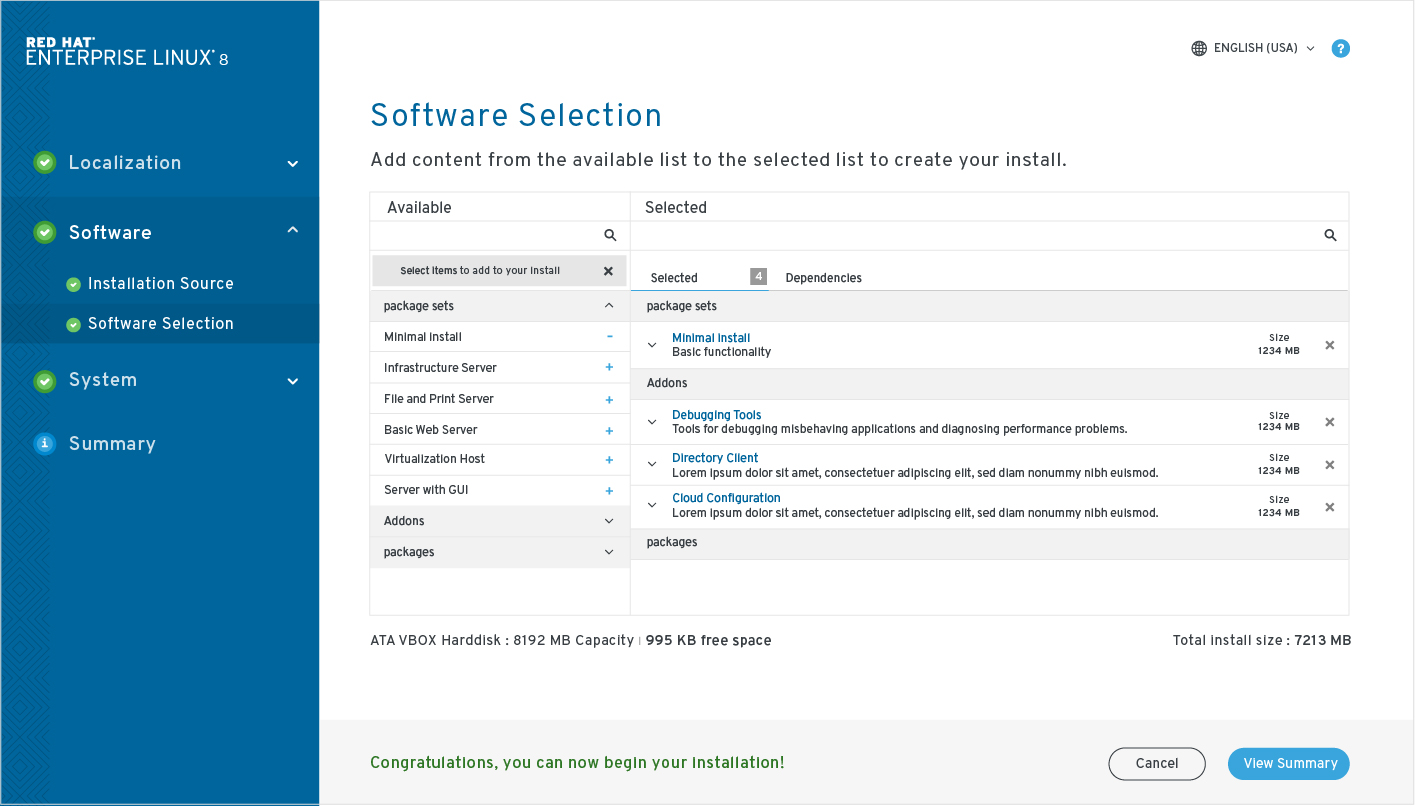 RED HAT
ENTERPRISE LINUX 8
ENGLISH (USA)
?
Localization
Software
Installation Source
Software Selection
System
Summary
Software Selection
Add content from the available list to the selected list to create your install.
Available
Selected
Select items to add to your install
Selected 4 Dependencies
package sets
Minimal install
Infrastructure Server
File and Print Server
Basic Web Server
Virtualization Host
Server with GUI
Addons
packages
package sets
Minimal install
Basic functionality
Size
1234 MB
Addons
Debugging Tools
Tools for debugging misbehaving applications and diagnosing performance problems.
Size
1234 MB
Directory Client
Lorem ipsum dolor sit amet, consectetuer adipiscing elit, sed diam nonummy nibh euismod.
Size
1234 MB
Cloud Configuration
Lorem ipsum dolor sit amet, consectetuer adipiscing elit, sed diam nonummy nibh euismod.
Size
1234 MB
packages
ATA VBOX Harddisk : 8192 MB Capacity | 995 KB free space
Total install size : 7213 MB
Congratulations, you can now begin your installation!
Cancel
View Summary